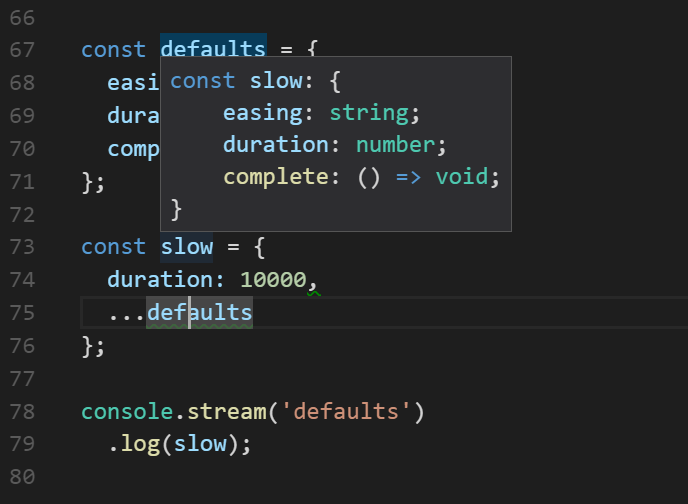 66
67 const defaults = {
68 easi
69 dura
70 comp
71 };
const slow: {
easing: string;
duration: number;
complete: () => void;
}
72
73 const slow = {
74 duration: 10000,
75 ...defaults
76 };
77
78 console.stream('defaults')
79 .log(slow);
80